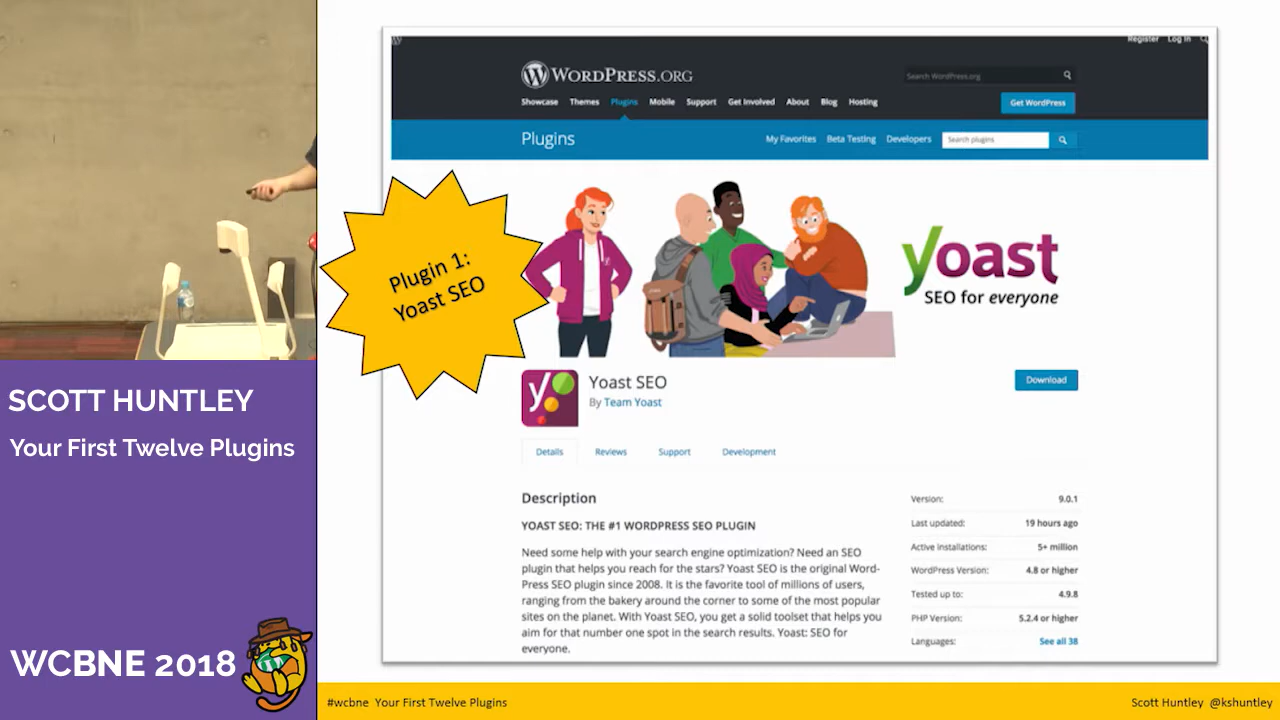 Register Log In
WORDPRESS.ORG
Search WordPress.org
Showcase Themes Plugins Mobile Support Get Involved About Blog Hosting
Get WordPress
Plugins
My Favorites Beta Testing Developers
Search plugins
Plugin 1:
Yoast SEO
yoast
SEO for everyone
Yoast SEO
By Team Yoast
Download
Details Reviews Support Development
Description
YOAST SEO: THE #1 WORDPRESS SEO PLUGIN
Need some help with your search engine optimization? Need an SEO
plugin that helps you reach for the stars? Yoast SEO is the original Word-
Press SEO plugin since 2008. It is the favorite tool of millions of users,
ranging from the bakery around the corner to some of the most popular
sites on the planet. With Yoast SEO, you get a solid toolset that helps you
aim for that number one spot in the search results. Yoast: SEO for
everyone.
Version: 9.0.1
Last updated: 19 hours ago
Active installations: 5+ million
WordPress Version: 4.8 or higher
Tested up to: 4.9.8
PHP Version: 5.2.4 or higher
Languages: See all 38
SCOTT HUNTLEY
Your First Twelve Plugins
WCBNE 2018
#wcbne Your First Twelve Plugins
Scott Huntley @kshuntley